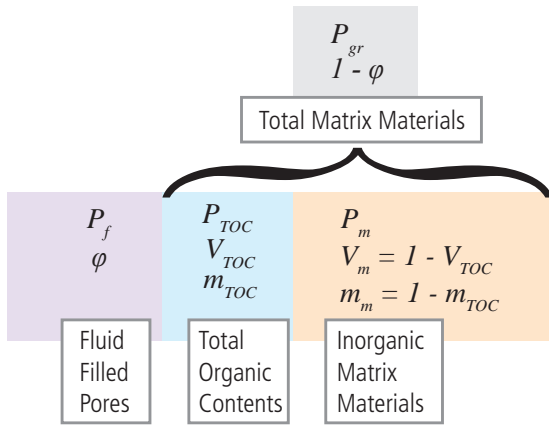 P_gr
1 - φ
Total Matrix Materials
P_f
φ
P_TOC
V_TOC
m_TOC
P_m
V_m = 1 - V_TOC
m_m = 1 - m_TOC
Fluid
Filled
Pores
Total
Organic
Contents
Inorganic
Matrix
Materials